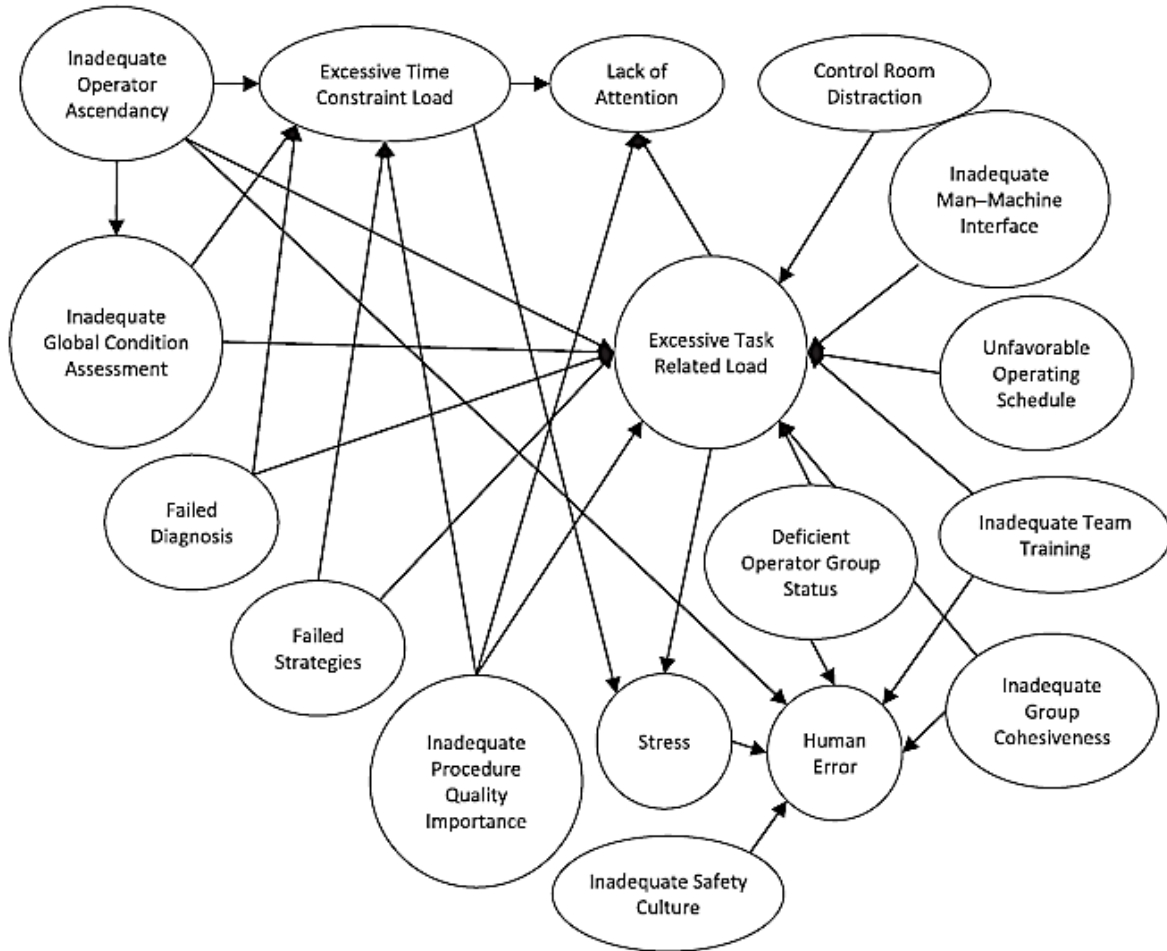 Inadequate
Operator
Ascendancy
Excessive Time
Constraint Load
Lack of
Attention
Control Room
Distraction
Inadequate
Man–Machine
Interface
Inadequate
Global Condition
Assessment
Excessive Task
Related Load
Unfavorable
Operating
Schedule
Failed
Diagnosis
Deficient
Operator Group
Status
Inadequate Team
Training
Failed
Strategies
Inadequate
Procedure
Quality
Importance
Stress
Human
Error
Inadequate
Group
Cohesiveness
Inadequate Safety
Culture